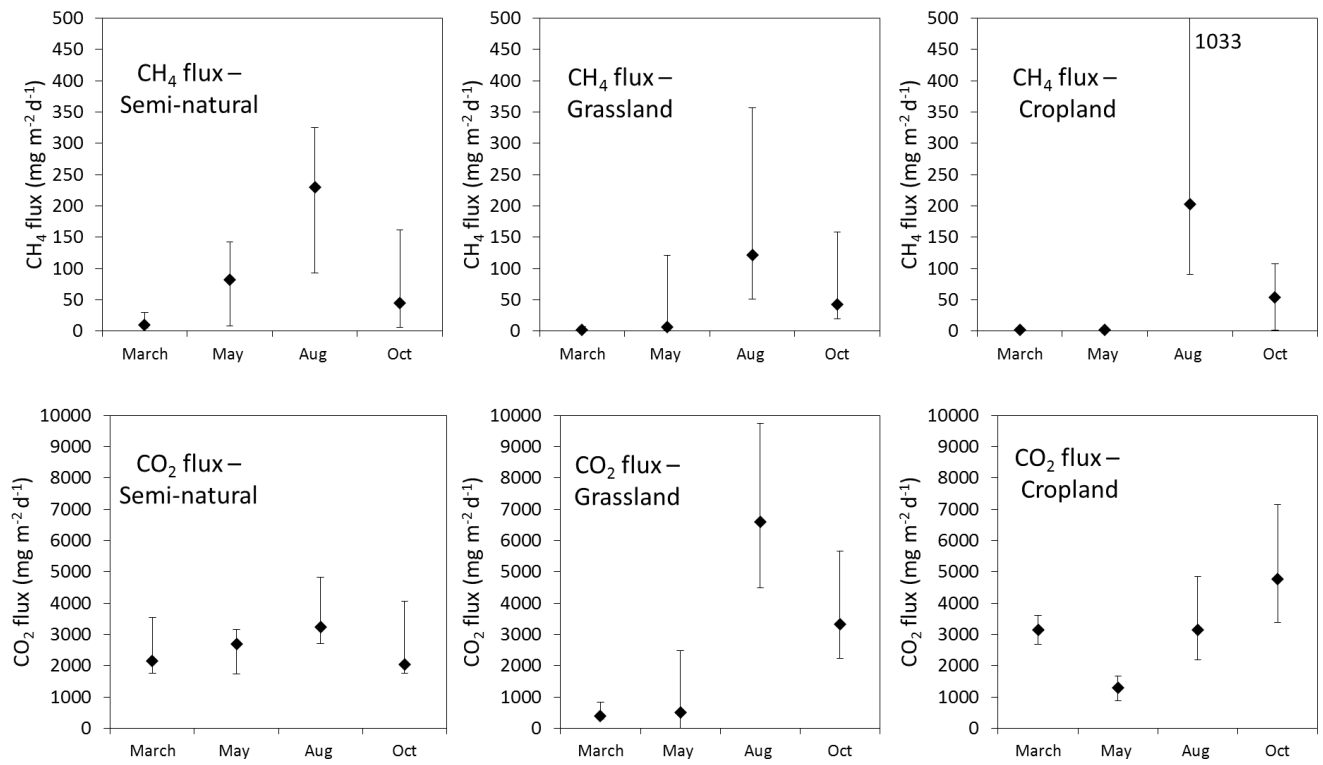 CH4 flux (mg m-2 d-1)
500
450
400
350
300
250
200
150
100
50
0
CH4 flux –
Semi-natural
March May Aug Oct
CH4 flux (mg m-2 d-1)
500
450
400
350
300
250
200
150
100
50
0
CH4 flux –
Grassland
March May Aug Oct
CH4 flux (mg m-2 d-1)
500
450
400
350
300
250
200
150
100
50
0
1033
CH4 flux –
Cropland
March May Aug Oct
CO2 flux (mg m-2 d-1)
10000
9000
8000
7000
6000
5000
4000
3000
2000
1000
0
CO2 flux –
Semi-natural
March May Aug Oct
CO2 flux (mg m-2 d-1)
10000
9000
8000
7000
6000
5000
4000
3000
2000
1000
0
CO2 flux –
Grassland
March May Aug Oct
CO2 flux (mg m-2 d-1)
10000
9000
8000
7000
6000
5000
4000
3000
2000
1000
0
CO2 flux –
Cropland
March May Aug Oct